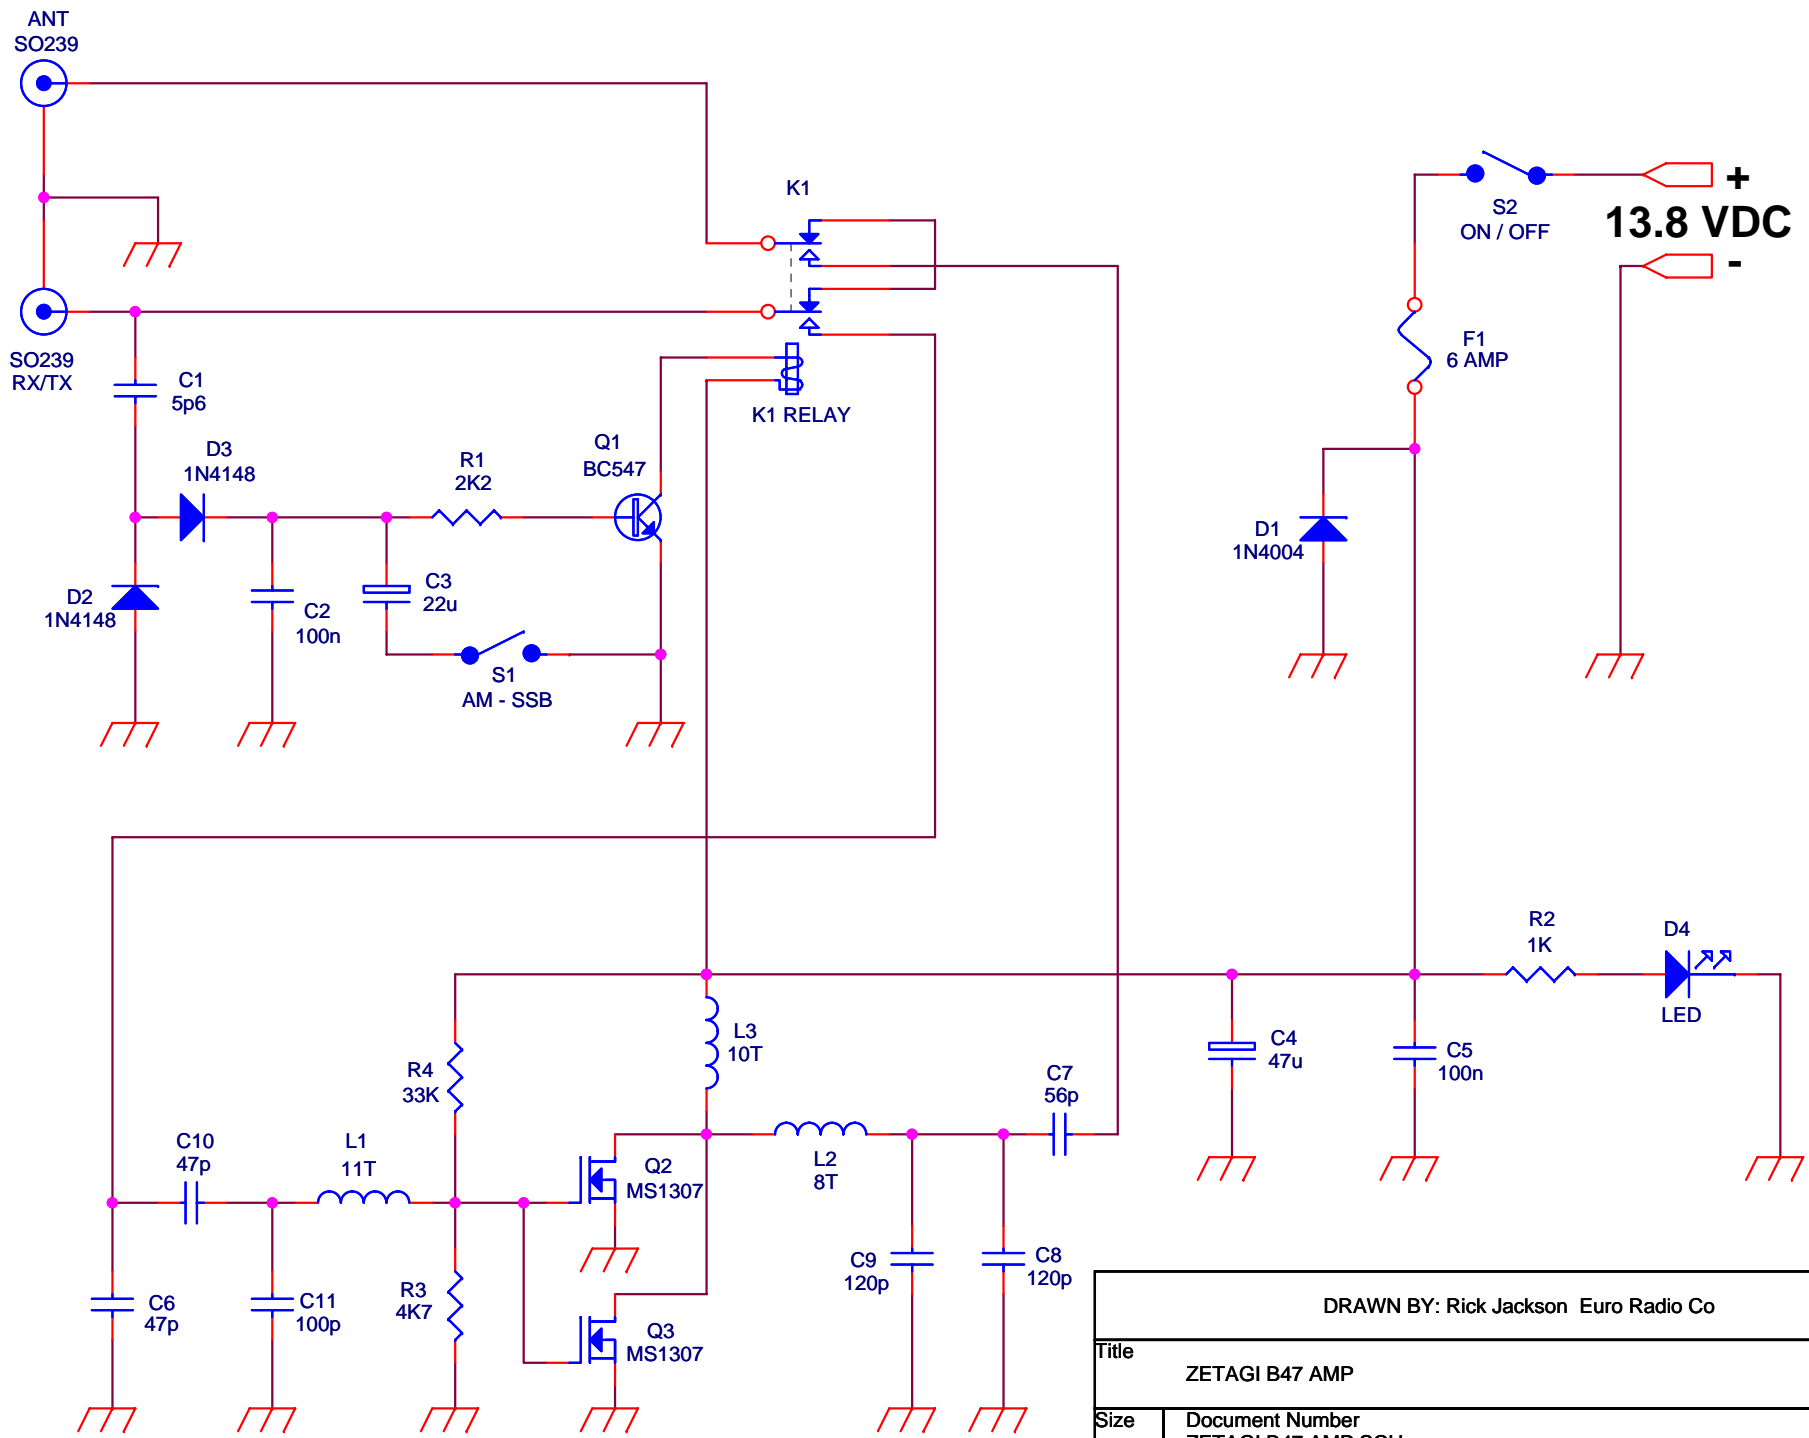 ANT
SO239
K1
S2
ON / OFF
+
13.8 VDC
-
SO239
RX/TX
F1
6 AMP
C1
5p6
K1 RELAY
D3
1N4148
R1
2K2
Q1
BC547
D1
1N4004
D2
1N4148
C2
100n
C3
22u
S1
AM - SSB
R2
1K
D4
LED
R4
33K
L3
10T
C4
47u
C5
100n
C7
56p
C10
47p
L1
11T
Q2
MS1307
L2
8T
C6
47p
C11
100p
R3
4K7
Q3
MS1307
C9
120p
C8
120p
DRAWN BY: Rick Jackson  Euro Radio Co
Title
ZETAGI B47 AMP
Size
Document Number
ZETAGI B47 AMP.SCH